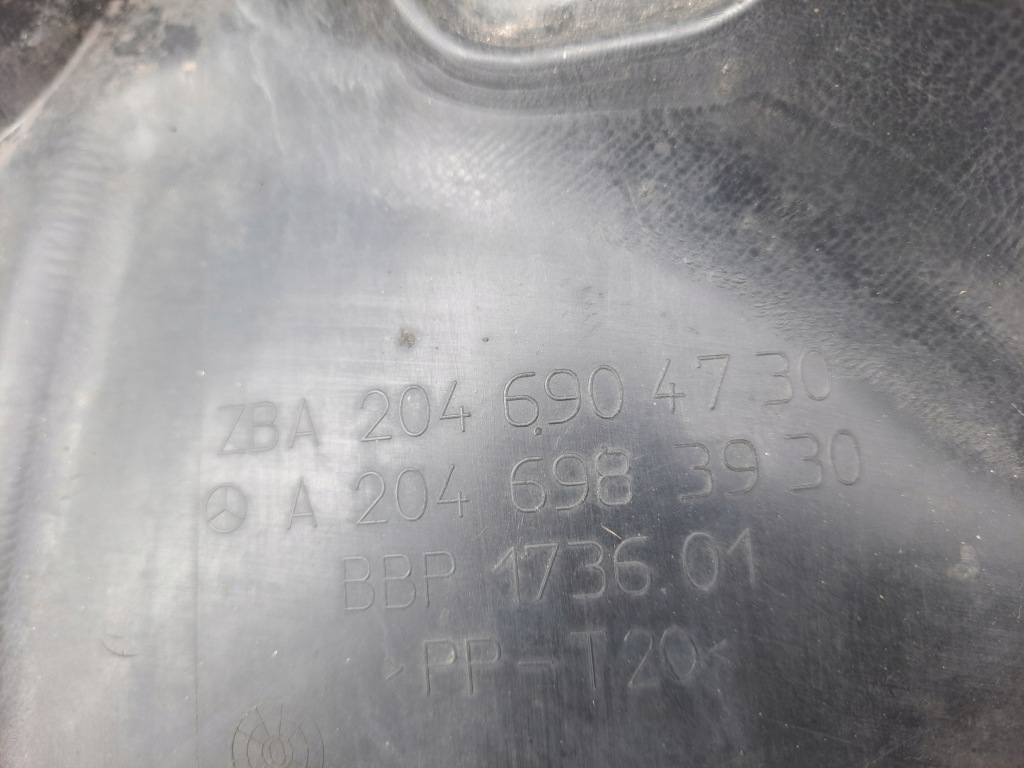 ZBA 204 690 47 30
A 204 698 39 30
BBP 1736 01
>PP-T20<